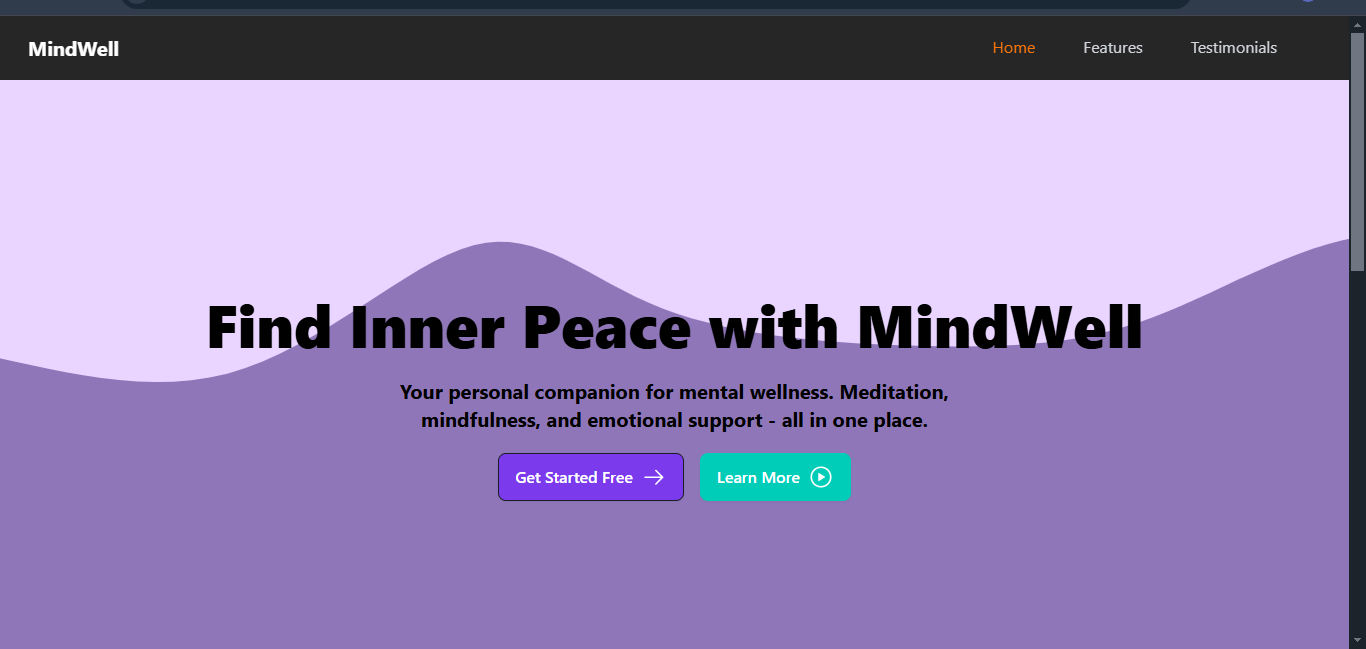 MindWell
Home
Features
Testimonials
Find Inner Peace with MindWell
Your personal companion for mental wellness. Meditation,
mindfulness, and emotional support - all in one place.
Get Started Free
Learn More